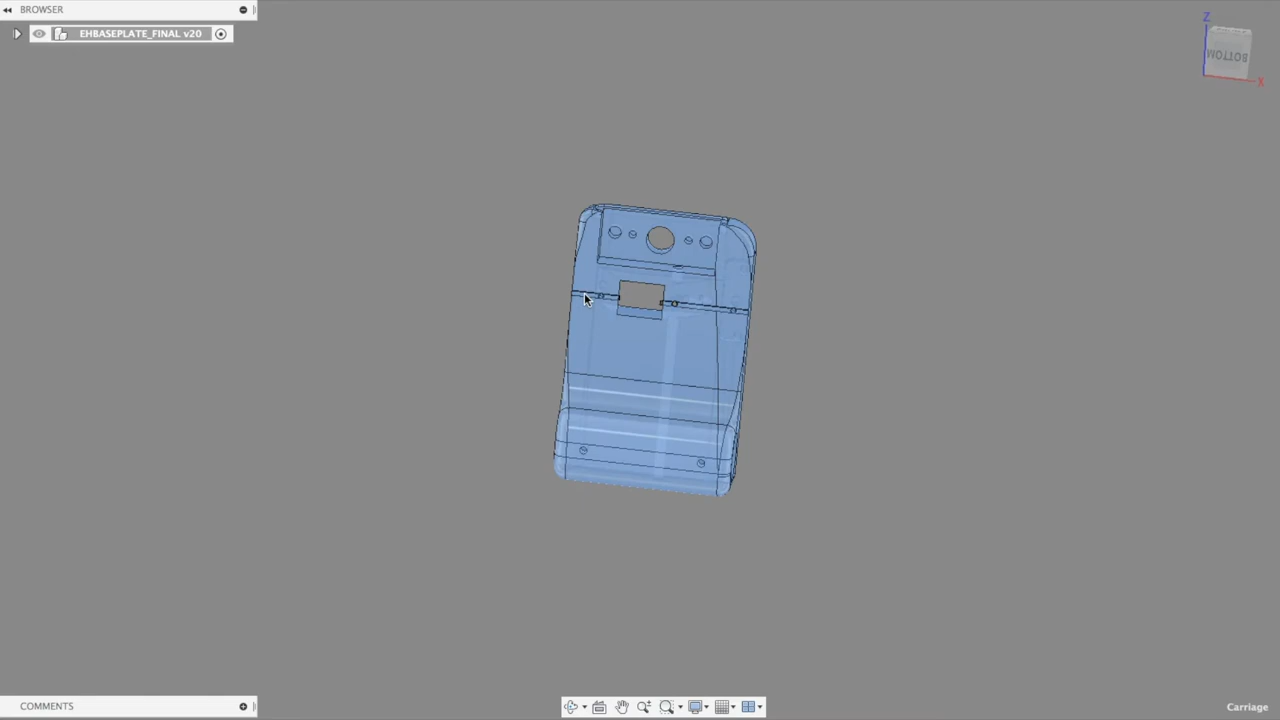 BROWSER
EHBASEPLATE_FINAL v20
Z
BOTTOM
X
COMMENTS
Carriage